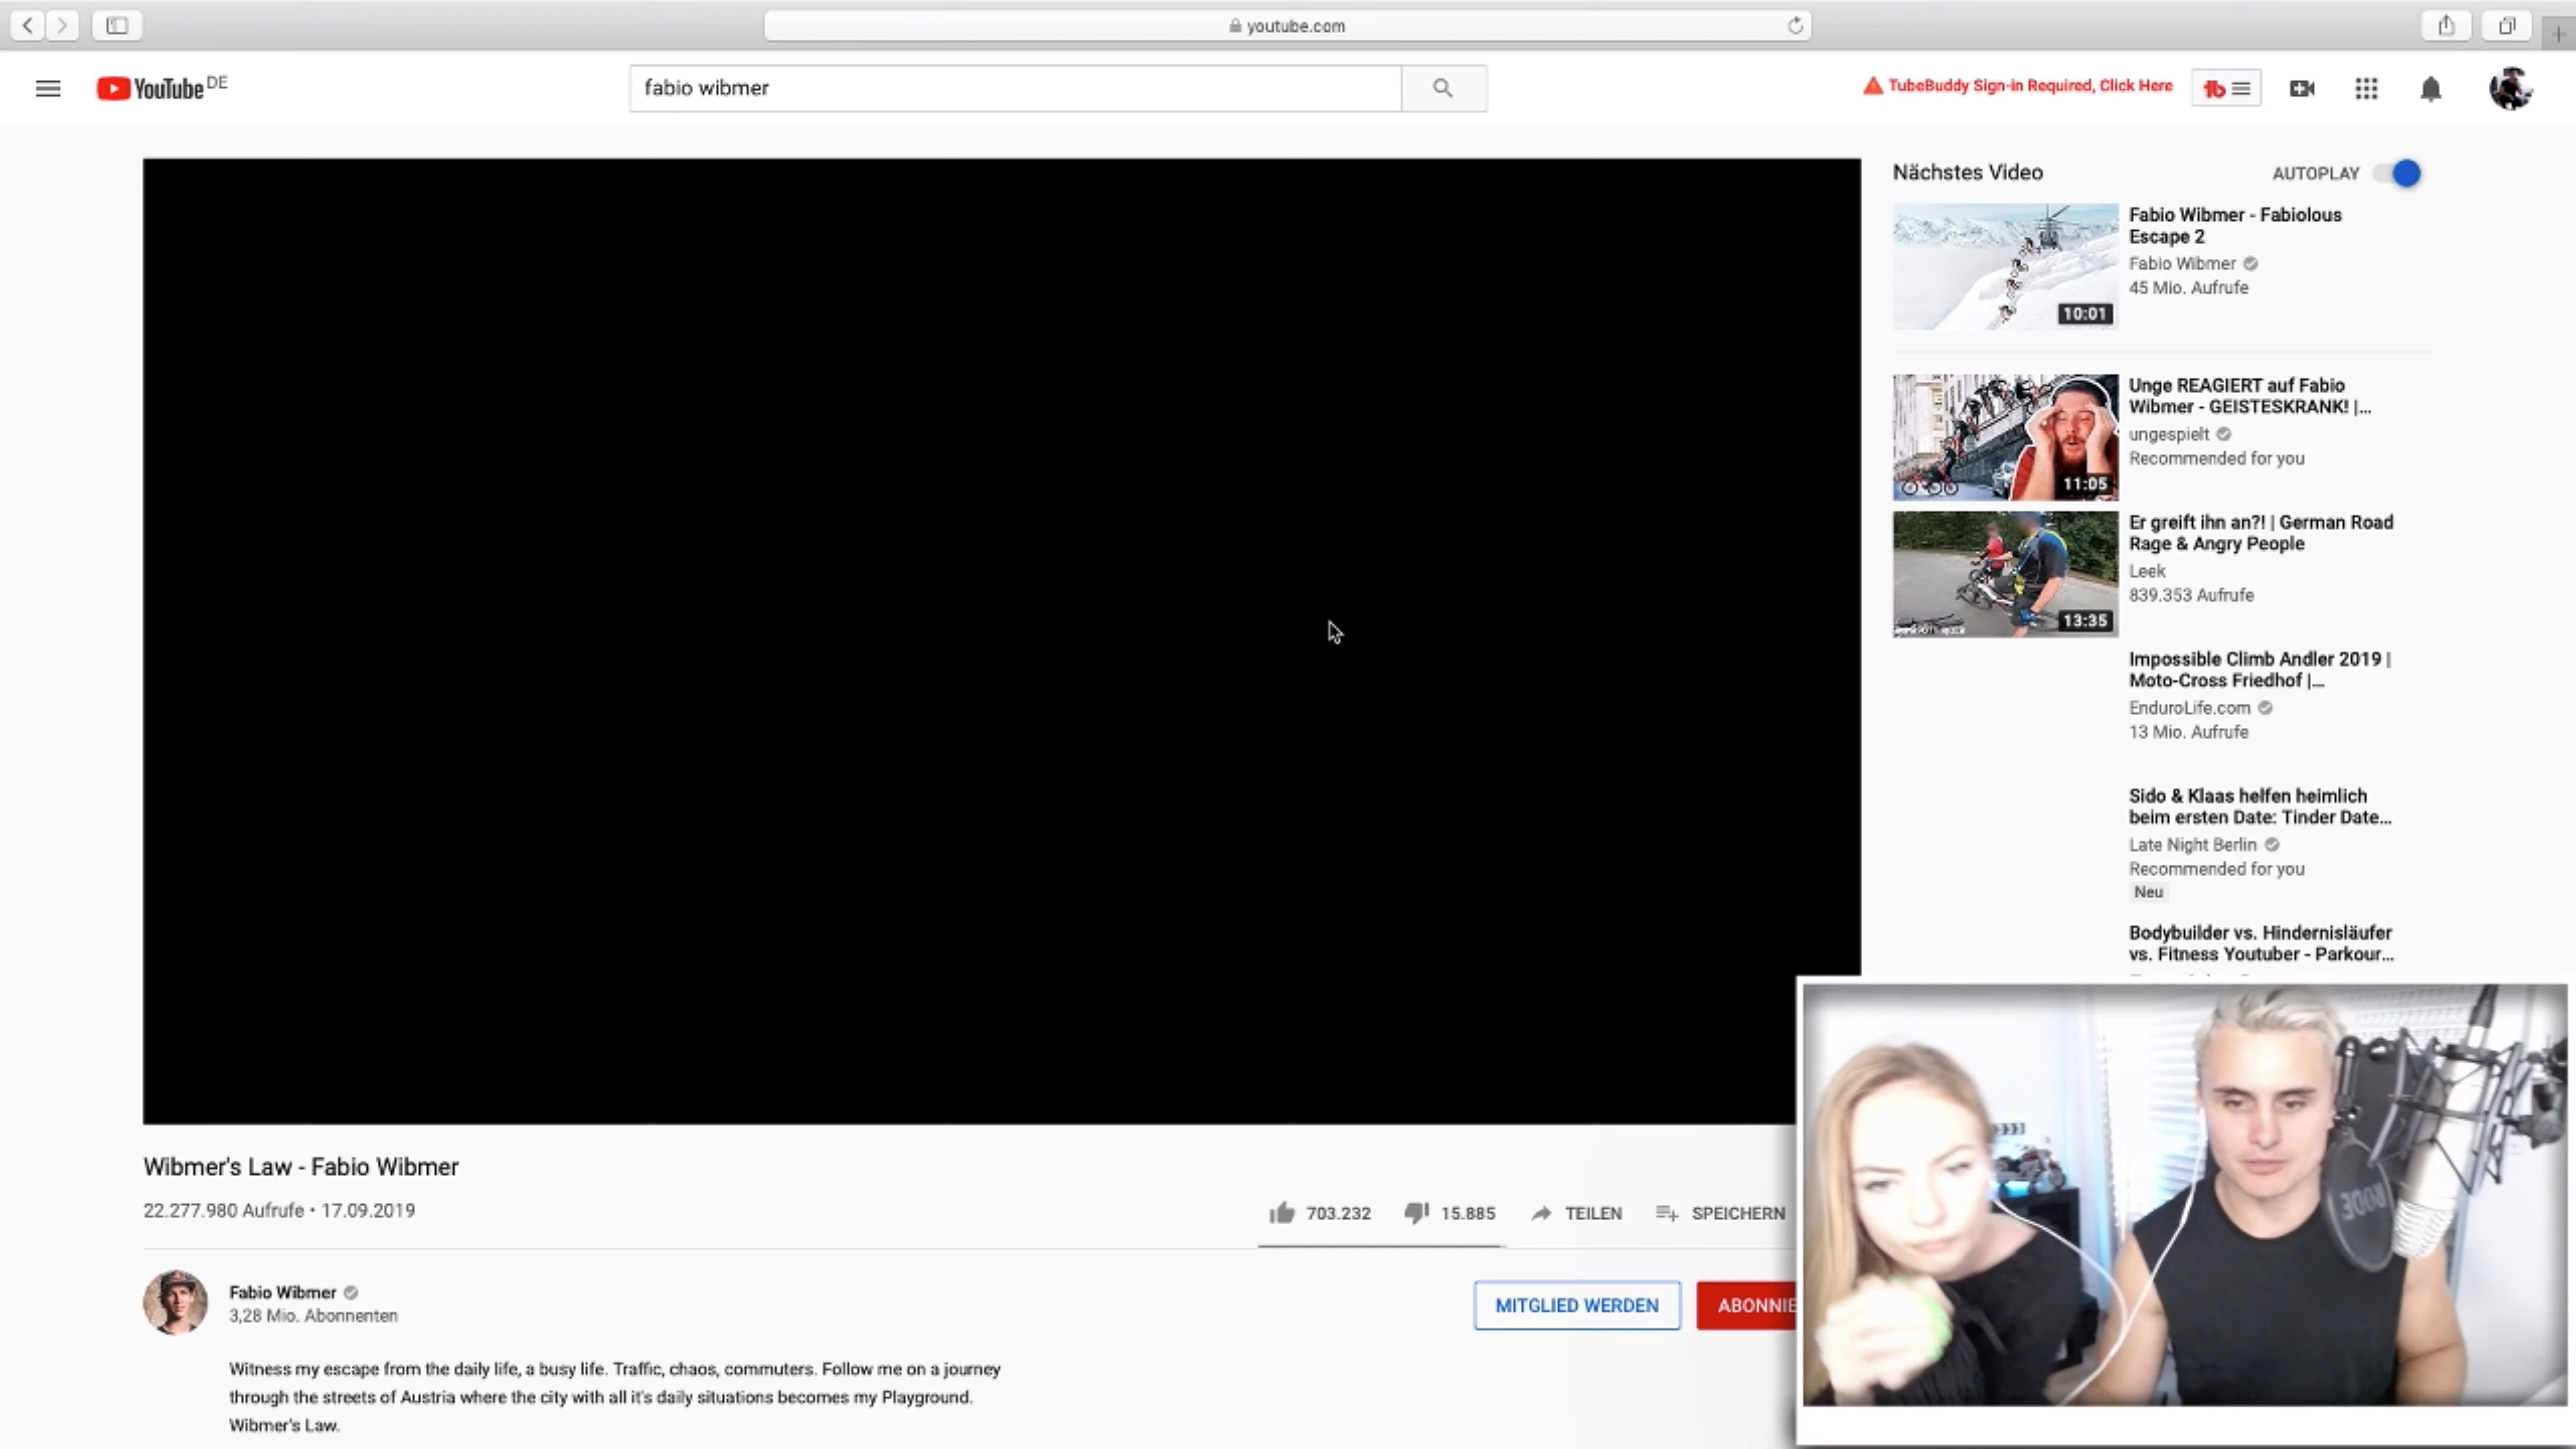 youtube.com
YouTube DE
fabio wibmer
TubeBuddy Sign-in Required, Click Here
tb
Nächstes Video
AUTOPLAY
Fabio Wibmer - Fabiolous
Escape 2
Fabio Wibmer
45 Mio. Aufrufe
10:01
Unge REAGIERT auf Fabio
Wibmer - GEISTESKRANK! |...
ungespielt
Recommended for you
11:05
Er greift ihn an?! | German Road
Rage & Angry People
Leek
839.353 Aufrufe
13:35
Impossible Climb Andler 2019 |
Moto-Cross Friedhof |...
EnduroLife.com
13 Mio. Aufrufe
Sido & Klaas helfen heimlich
beim ersten Date: Tinder Date...
Late Night Berlin
Recommended for you
Neu
Bodybuilder vs. Hindernisläufer
vs. Fitness Youtuber - Parkour...
Wibmer's Law - Fabio Wibmer
22.277.980 Aufrufe • 17.09.2019
703.232
15.885
TEILEN
SPEICHERN
Fabio Wibmer
3,28 Mio. Abonnenten
MITGLIED WERDEN
ABONNIE
Witness my escape from the daily life, a busy life. Traffic, chaos, commuters. Follow me on a journey
through the streets of Austria where the city with all it's daily situations becomes my Playground.
Wibmer's Law.
RODE